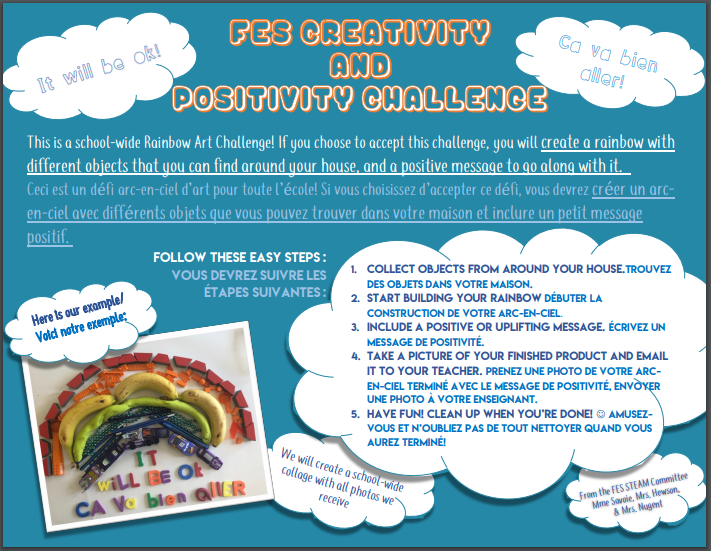 It will be ok!
FES CREATIVITY
AND
POSITIVITY CHALLENGE
Ca va bien
aller!
This is a school-wide Rainbow Art Challenge! If you choose to accept this challenge, you will create a rainbow with
different objects that you can find around your house, and a positive message to go along with it.
Ceci est un défi arc-en-ciel d'art pour toute l'école! Si vous choisissez d'accepter ce défi, vous devrez créer un arc-
en-ciel avec différents objets que vous pouvez trouver dans votre maison et inclure un petit message
positif.
FOLLOW THESE EASY STEPS :
VOUS DEVREZ SUIVRE LES
ÉTAPES SUIVANTES :
1. COLLECT OBJECTS FROM AROUND YOUR HOUSE.TROUVEZ
DES OBJETS DANS VOTRE MAISON.
2. START BUILDING YOUR RAINBOW DÉBUTER LA
CONSTRUCTION DE VOTRE ARC-EN-CIEL.
3. INCLUDE A POSITIVE OR UPLIFTING MESSAGE. ÉCRIVEZ UN
MESSAGE DE POSITIVITÉ.
4. TAKE A PICTURE OF YOUR FINISHED PRODUCT AND EMAIL
IT TO YOUR TEACHER. PRENEZ UNE PHOTO DE VOTRE ARC-
EN-CIEL TERMINÉ AVEC LE MESSAGE DE POSITIVITÉ, ENVOYER
UNE PHOTO À VOTRE ENSEIGNANT.
5. HAVE FUN! CLEAN UP WHEN YOU'RE DONE! ☺ AMUSEZ-
VOUS ET N'OUBLIEZ PAS DE TOUT NETTOYER QUAND VOUS
AUREZ TERMINÉ!
Here is our example/
Voici notre exemple:
IT
WiLL BE Ok
CA Va bien aLLER
We will create a school-wide
collage with all photos we
receive
From the FES STEAM Committee
Mme Savoie, Mrs. Hewson,
& Mrs. Nugent